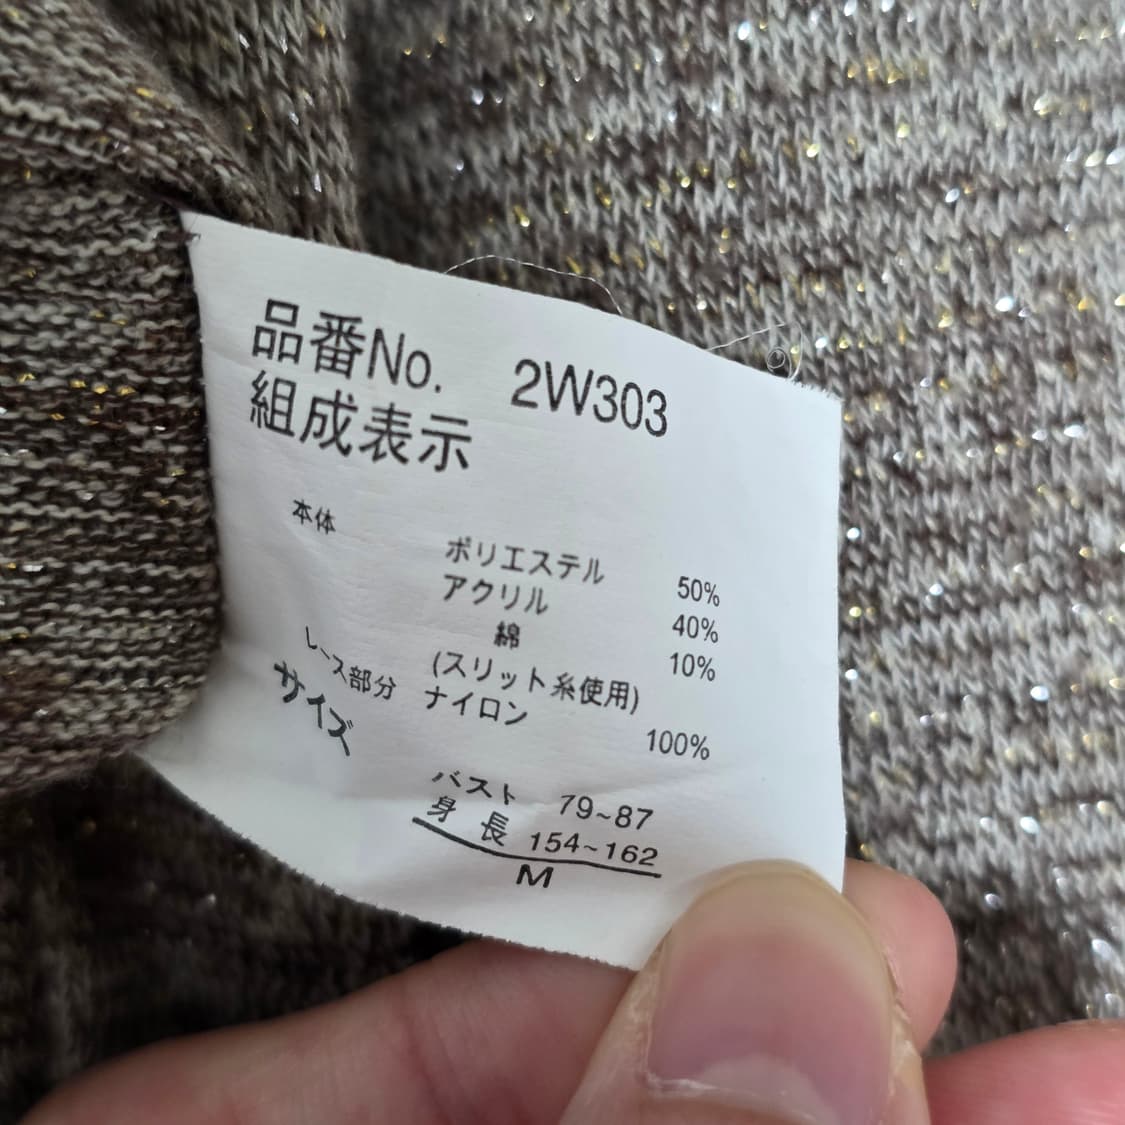 品番No. 2W303
組成表示
本体 ポリエステル 50%
アクリル 40%
綿 10%
(スリット糸使用)
レース部分 ナイロン 100%
サイズ
バスト 79~87
身長 154~162
M